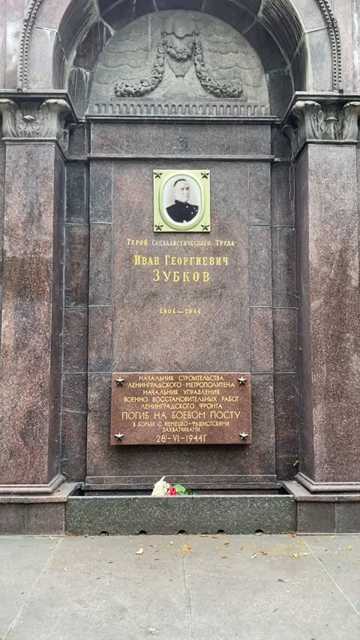 Герой Социалистического Труда
Иван Георгиевич
Зубков
1904—1944
НАЧАЛЬНИК СТРОИТЕЛЬСТВА
ЛЕНИНГРАДСКОГО МЕТРОПОЛИТЕНА
НАЧАЛЬНИК УПРАВЛЕНИЯ
ВОЕННО ВОССТАНОВИТЕЛЬНЫХ РАБОТ
ЛЕНИНГРАДСКОГО ФРОНТА
ПОГИБ НА БОЕВОМ ПОСТУ
В БОРЬБЕ С НЕМЕЦКО-ФАШИСТСКИМИ
ЗАХВАТЧИКАМИ
28-VI-1944Г